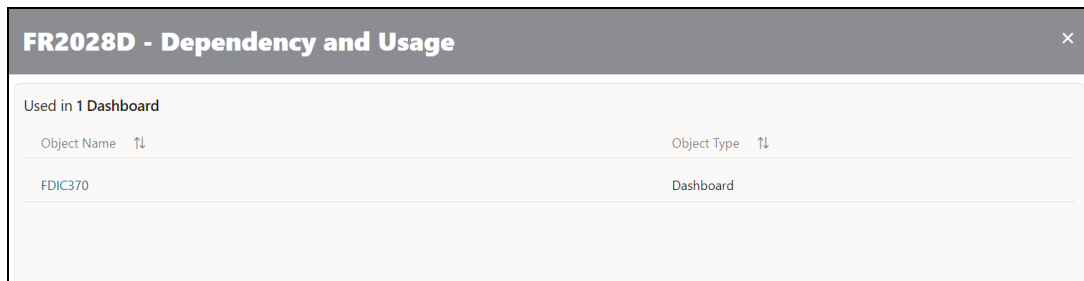 FR2028D - Dependency and Usage
Used in 1 Dashboard
Object Name Object Type
FDIC370 Dashboard